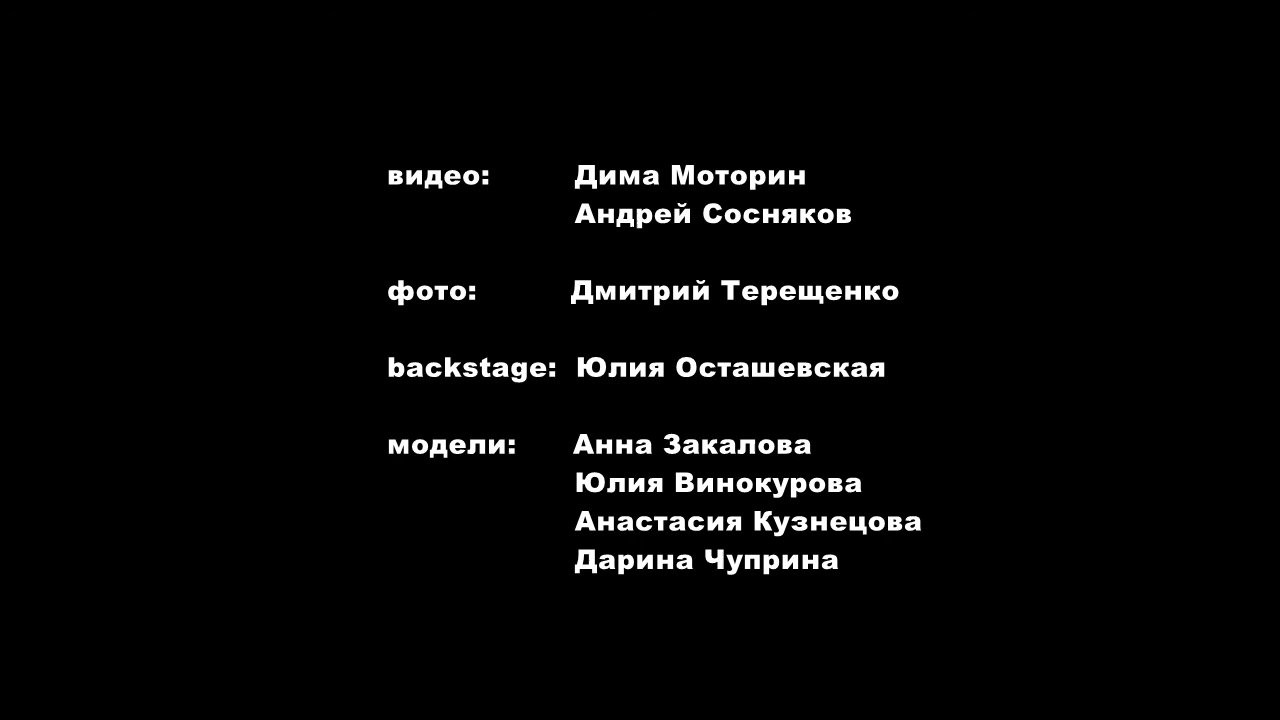 видео: Дима Моторин
Андрей Сосняков
фото: Дмитрий Терещенко
backstage: Юлия Осташевская
модели: Анна Закалова
Юлия Винокурова
Анастасия Кузнецова
Дарина Чуприна